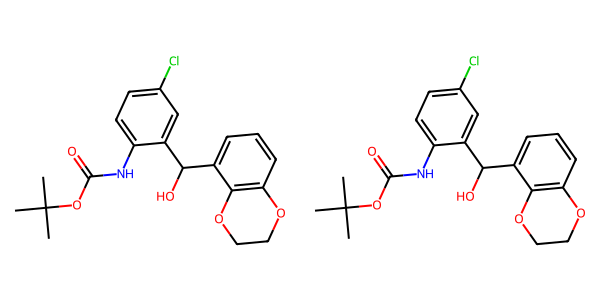 Cl Cl
O O
NH NH
HO HO
O O O O
O O